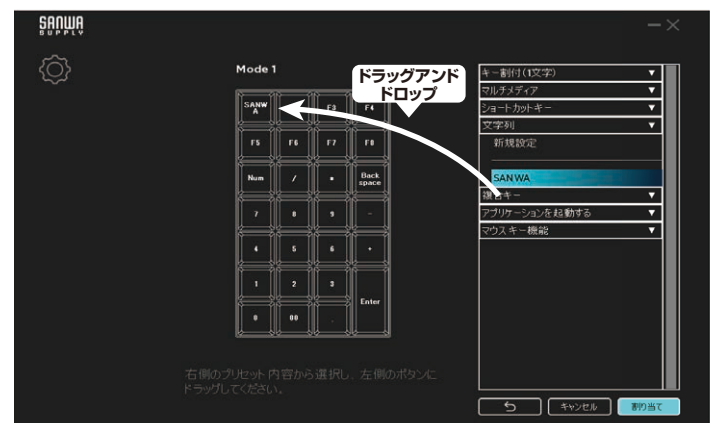 SANWA
SUPPLY
Mode 1
ドラッグアンド
ドロップ
SANW
A
F3
F4
F5
F6
F7
F8
Num
/
*
Back
space
7
8
9
-
4
5
6
+
1
2
3
Enter
0
00
.
キー割付(1文字)
マルチメディア
ショートカットキー
文字列
新規設定
SANWA
複合キー
アプリケーションを起動する
マウスキー機能
右側のプリセット内容から選択し、左側のボタンに
ドラッグしてください。
キャンセル
割り当て